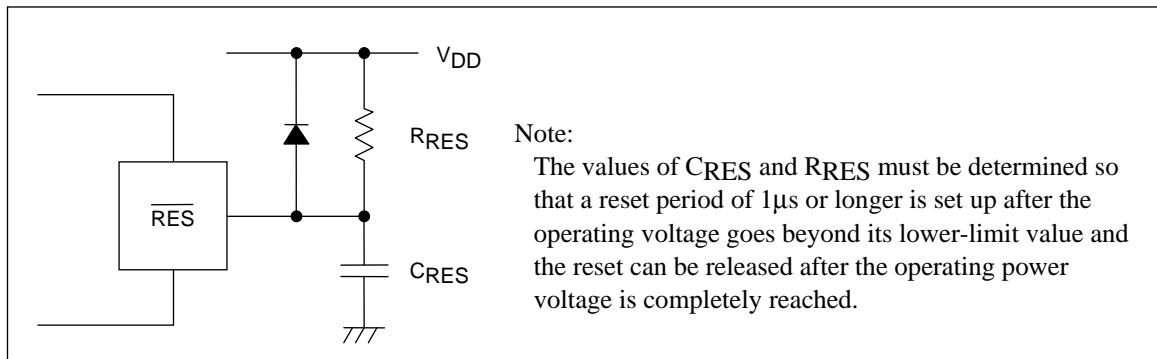 VDD
RRES
RES
CRES
Note:
The values of CRES and RRES must be determined so
that a reset period of 1μs or longer is set up after the
operating voltage goes beyond its lower-limit value and
the reset can be released after the operating power
voltage is completely reached.